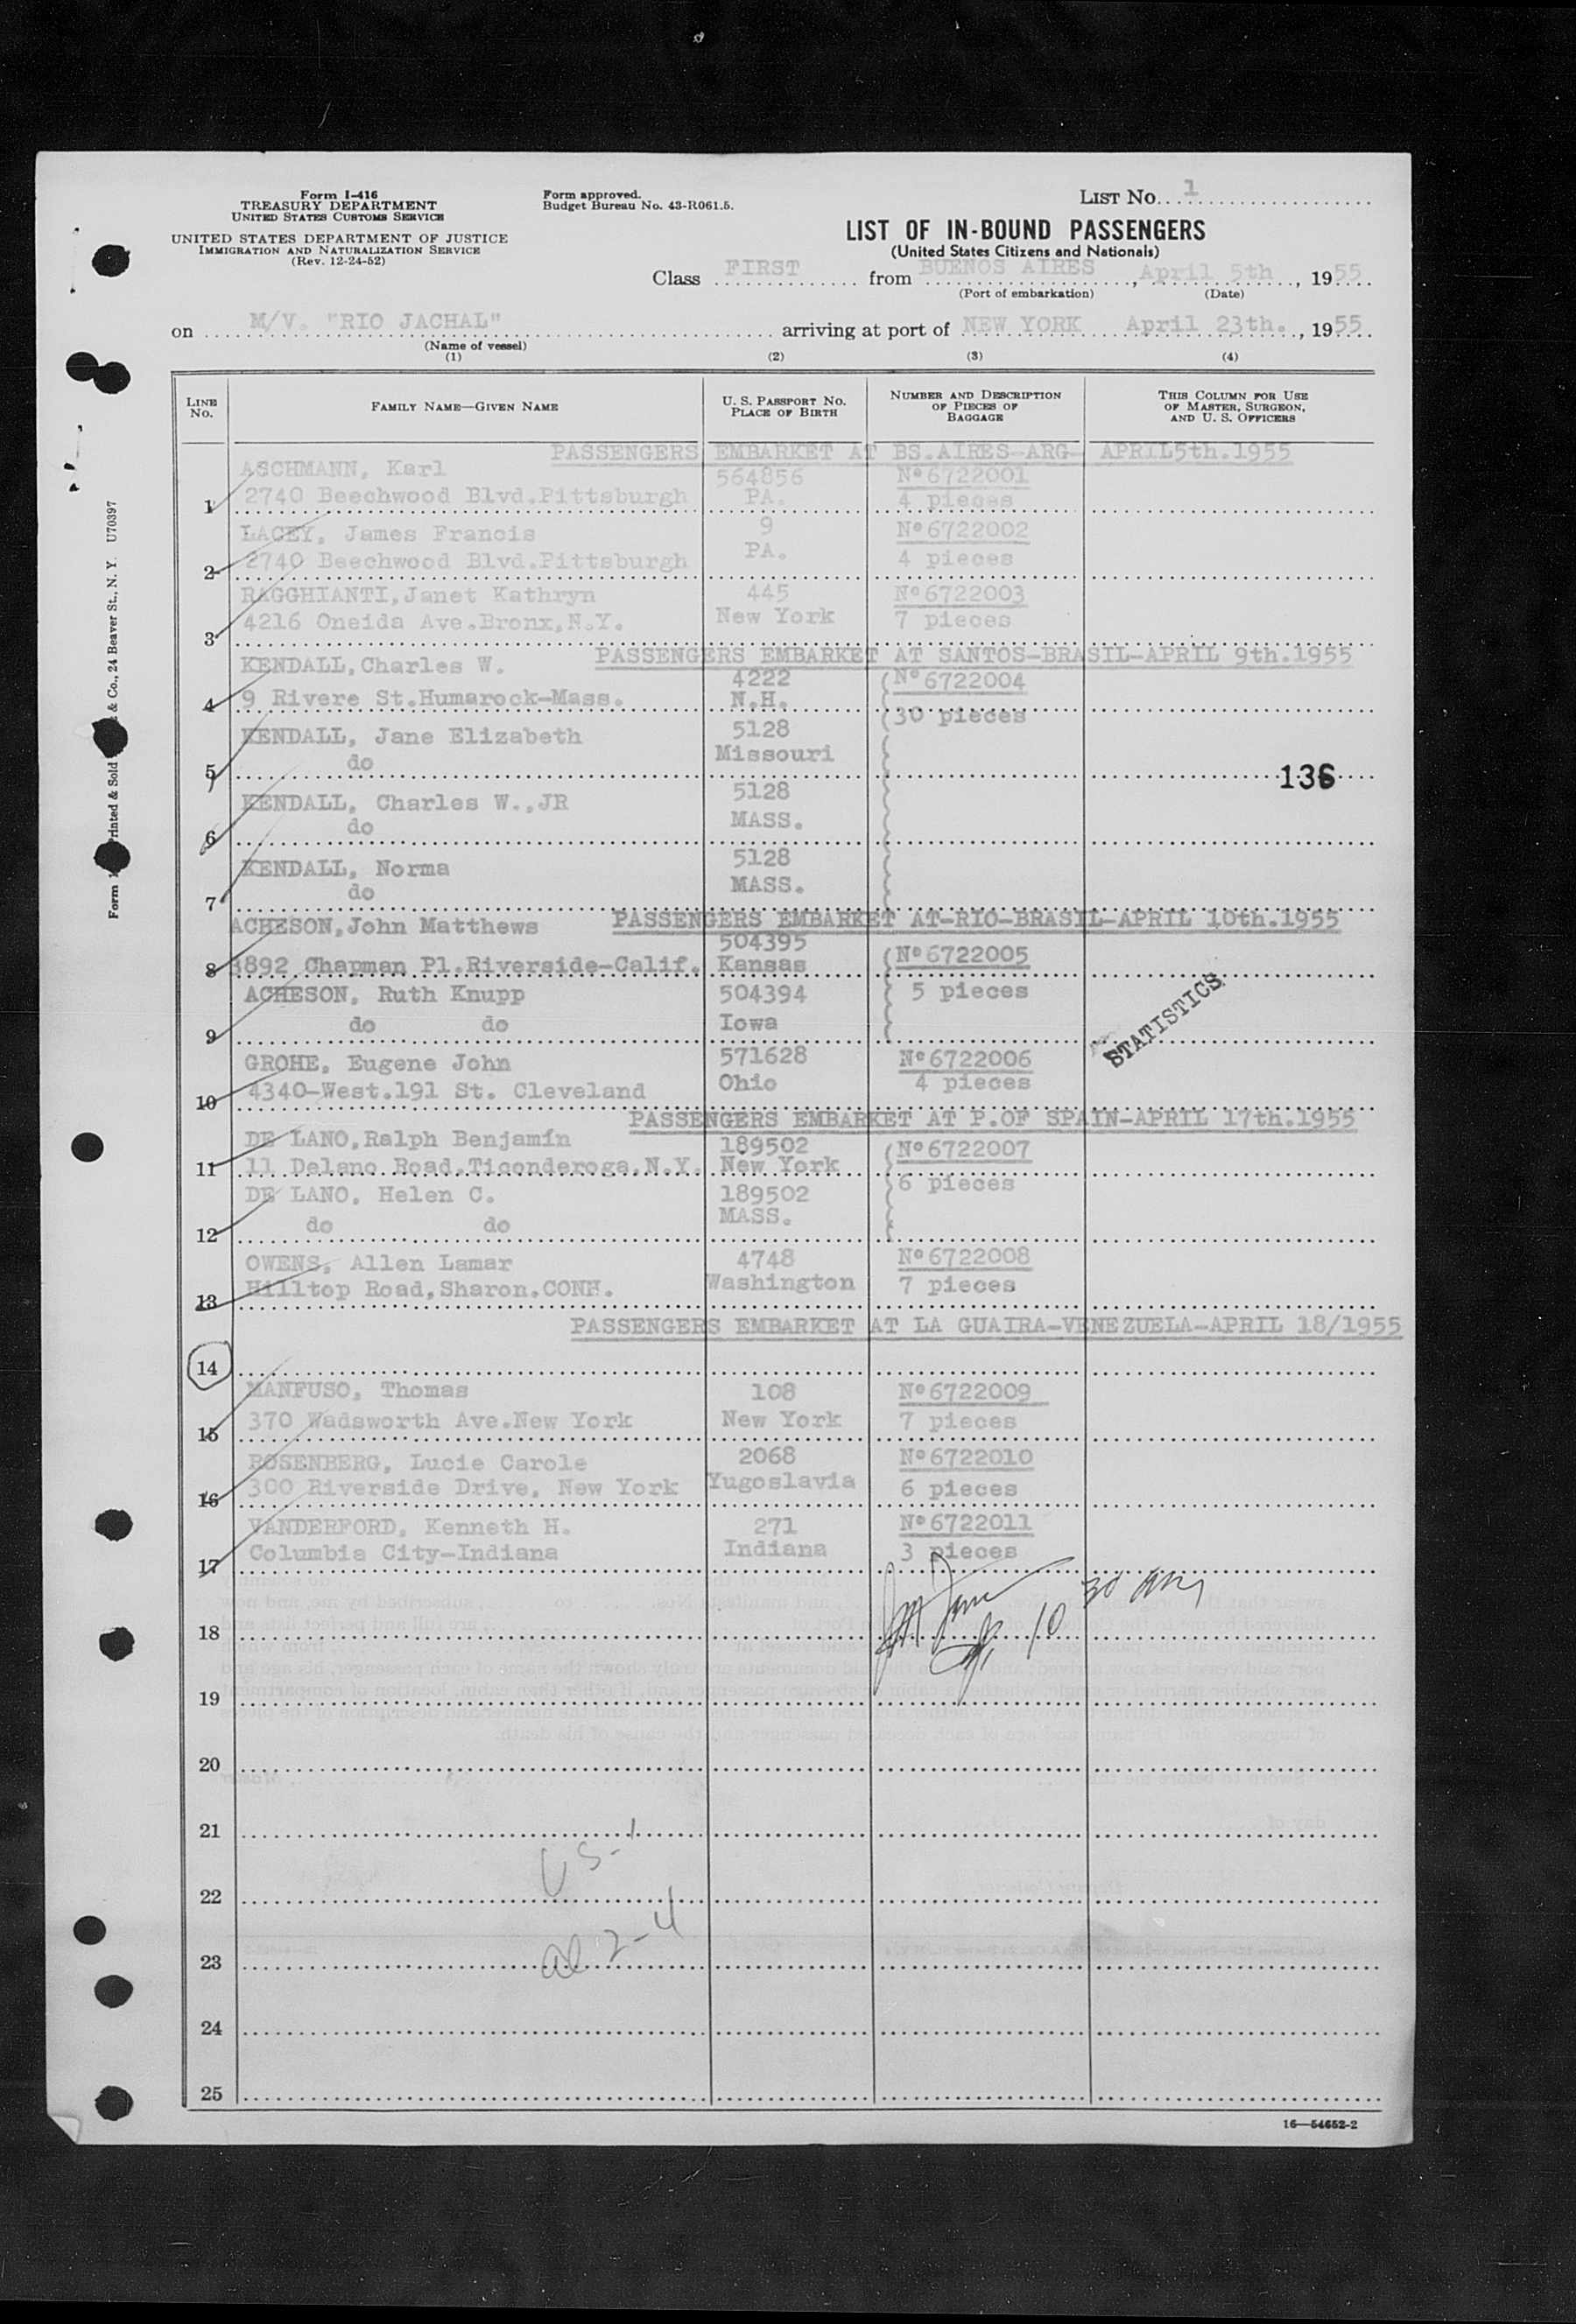 Form I-416
TREASURY DEPARTMENT
UNITED STATES CUSTOMS SERVICE
UNITED STATES DEPARTMENT OF JUSTICE
IMMIGRATION AND NATURALIZATION SERVICE
(Rev. 12-24-52)
Form approved.
Budget Bureau No. 43-R061.5.
LIST No. 1
LIST OF IN-BOUND PASSENGERS
(United States Citizens and Nationals)
Class FIRST from BUENOS AIRES, April 5th, 1955
(Port of embarkation) (Date)
on M/V. "RIO JACHAL" arriving at port of NEW YORK April 23th., 1955
(Name of vessel)
(1) (2) (3) (4)
LINE No. FAMILY NAME—GIVEN NAME U. S. PASSPORT No. PLACE OF BIRTH NUMBER AND DESCRIPTION OF PIECES OF BAGGAGE THIS COLUMN FOR USE OF MASTER, SURGEON, AND U. S. OFFICERS
PASSENGERS EMBARKET AT BS.AIRES-ARG- APRIL5th.1955
ASCHMANN, Karl 564856 Nº6722001
1 2740 Beechwood Blvd.Pittsburgh PA. 4 pieces
LACEY, James Francis 9 Nº6722002
2 2740 Beechwood Blvd.Pittsburgh PA. 4 pieces
RAGGHIANTI,Janet Kathryn 445 Nº6722003
3 4216 Oneida Ave.Bronx,N.Y. New York 7 pieces
PASSENGERS EMBARKET AT SANTOS-BRASIL-APRIL 9th.1955
KENDALL,Charles W. 4222 (Nº6722004
4 9 Rivere St.Humarock-Mass. N.H. (30 pieces
KENDALL, Jane Elizabeth 5128
5 do Missouri
136
KENDALL, Charles W.,JR 5128
6 do MASS.
KENDALL, Norma 5128
7 do MASS.
PASSENGERS EMBARKET AT-RIO-BRASIL-APRIL 10th.1955
ACHESON,John Matthews 504395 (Nº6722005
8 892 Chapman Pl.Riverside-Calif. Kansas
ACHESON, Ruth Knupp 504394 5 pieces
9 do do Iowa
STATISTICS
GROHE, Eugene John 571628 Nº6722006
10 4340-West.191 St. Cleveland Ohio 4 pieces
PASSENGERS EMBARKET AT P.OF SPAIN-APRIL 17th.1955
DE LANO,Ralph Benjamin 189502 (Nº6722007
11 11 Delano Road.Ticonderoga.N.Y. New York 6 pieces
DE LANO, Helen C. 189502
12 do do MASS.
OWENS, Allen Lamar 4748 Nº6722008
13 Hilltop Road,Sharon.CONN. Washington 7 pieces
PASSENGERS EMBARKET AT LA GUAIRA-VENEZUELA-APRIL 18/1955
14
MANFUSO, Thomas 108 Nº6722009
15 370 Wadsworth Ave.New York New York 7 pieces
ROSENBERG, Lucie Carole 2068 Nº6722010
16 300 Riverside Drive, New York Yugoslavia 6 pieces
VANDERFORD, Kenneth H. 271 Nº6722011
17 Columbia City-Indiana Indiana 3 pieces
10 30 am
18
19
20
21
US-1
22
al 2-4
23
24
25
16—54652-2
Printed & Sold & Co., 24 Beaver St., N. Y. U70397